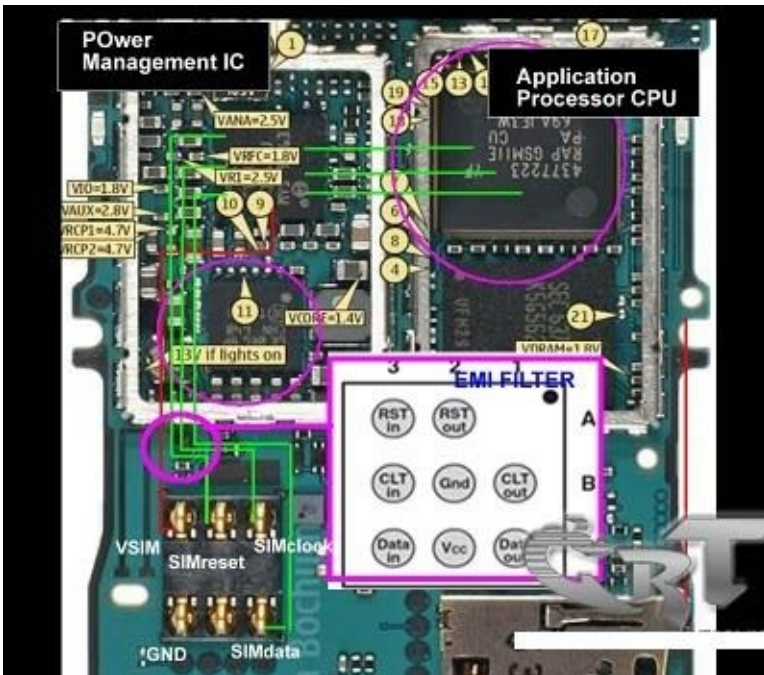 POwer
Management IC
1
17
Application
Processor CPU
19
15
13
18
VANA=2.5V
VRFC=1.8V
VR1=2.5V
VIO=1.8V
VAUX=2.8V
VRCP1=4.7V
VRCP2=4.7V
10
9
6
8
4
11
VCORE=1.4V
21
VDRAM=1.8V
13V if lights on
RAP GSM11E
4377223
3 2 1
EMI FILTER
RST in
RST out
A
CLT in
Gnd
CLT out
B
Data in
Vcc
VSIM
SIMreset
SIMclock
GND
SIMdata